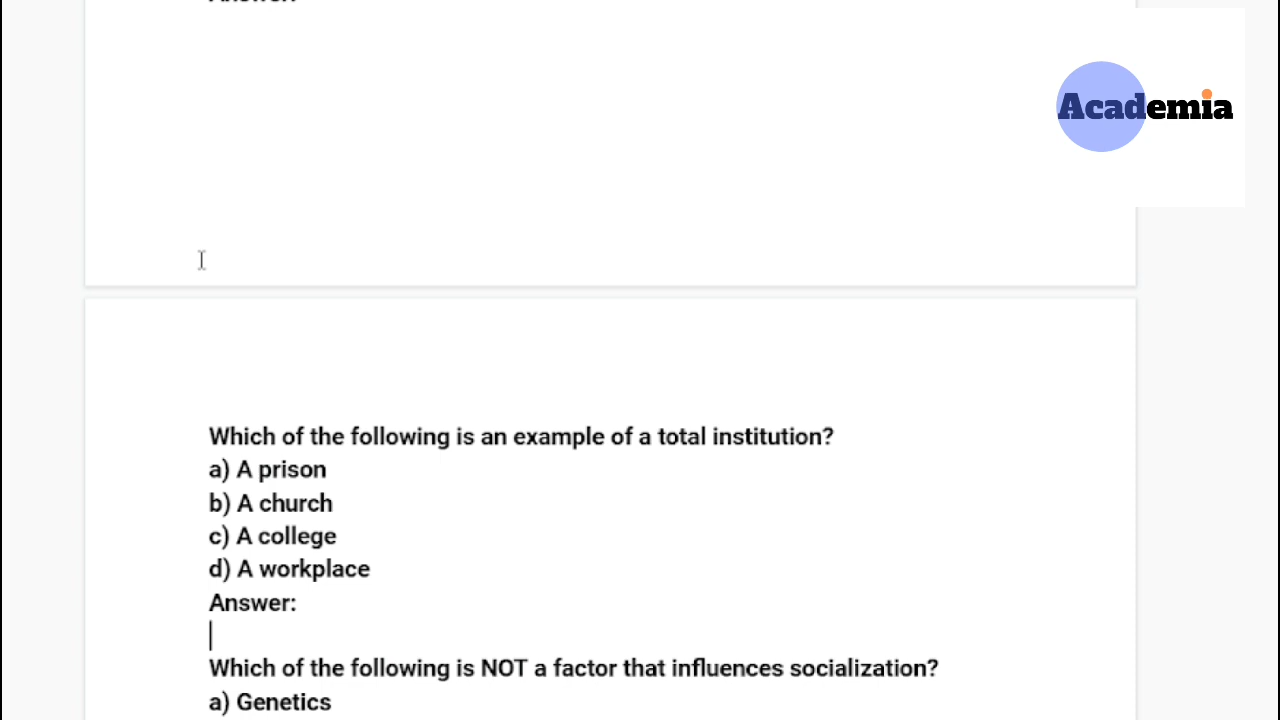 Academia
Which of the following is an example of a total institution?
a) A prison
b) A church
c) A college
d) A workplace
Answer:
Which of the following is NOT a factor that influences socialization?
a) Genetics